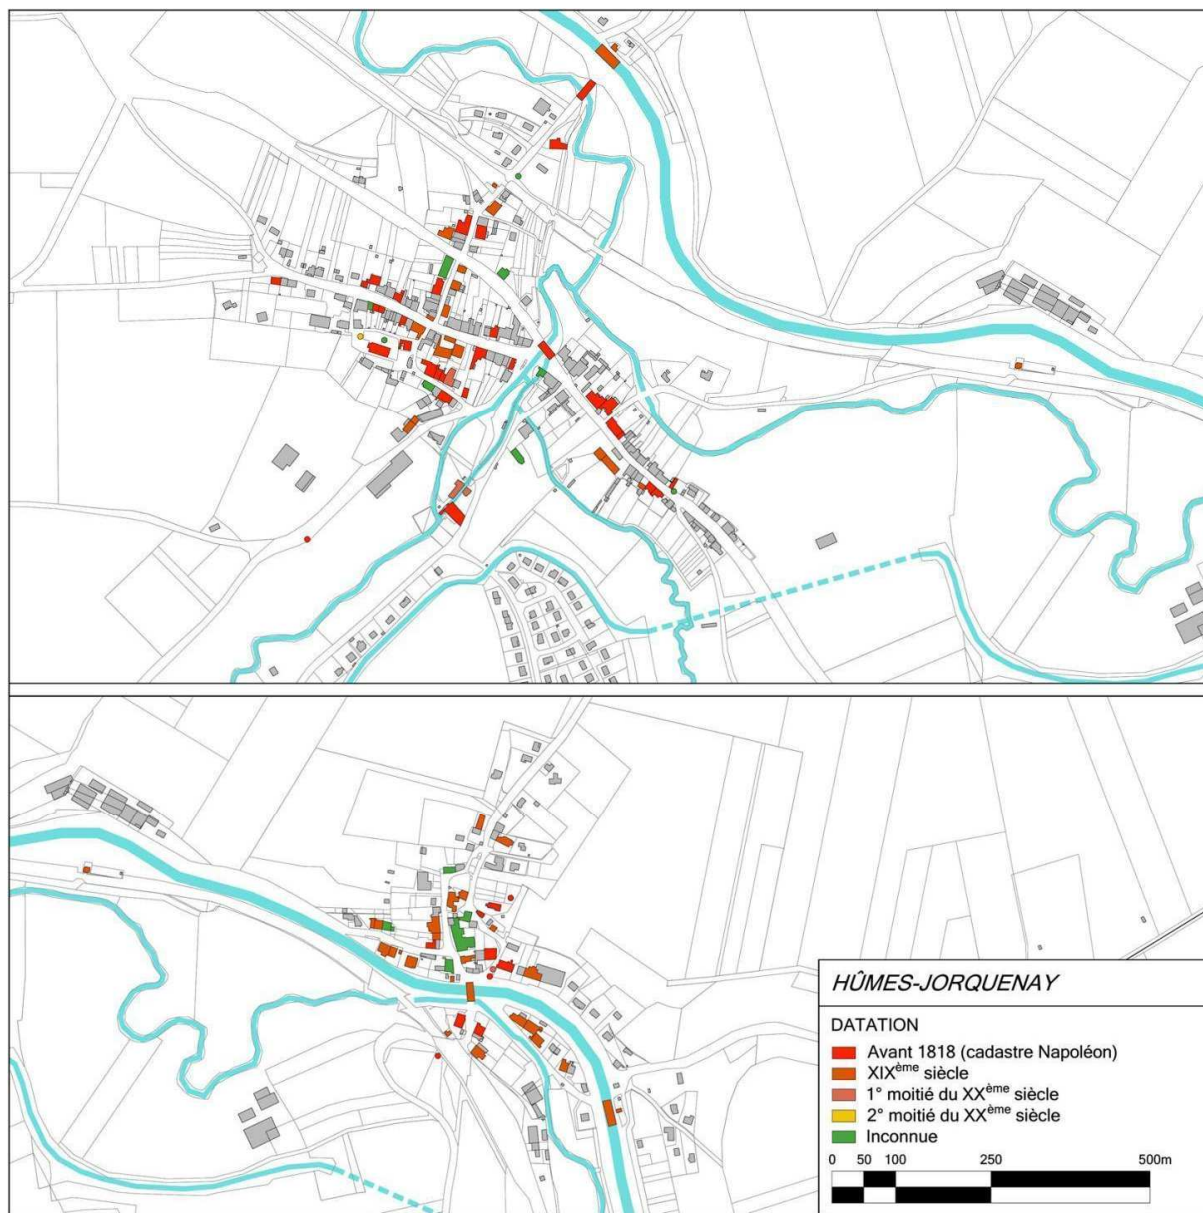 HÛMES-JORQUENAY
DATATION
Avant 1818 (cadastre Napoléon)
XIXème siècle
1° moitié du XXème siècle
2° moitié du XXème siècle
Inconnue
0 50 100 250 500m